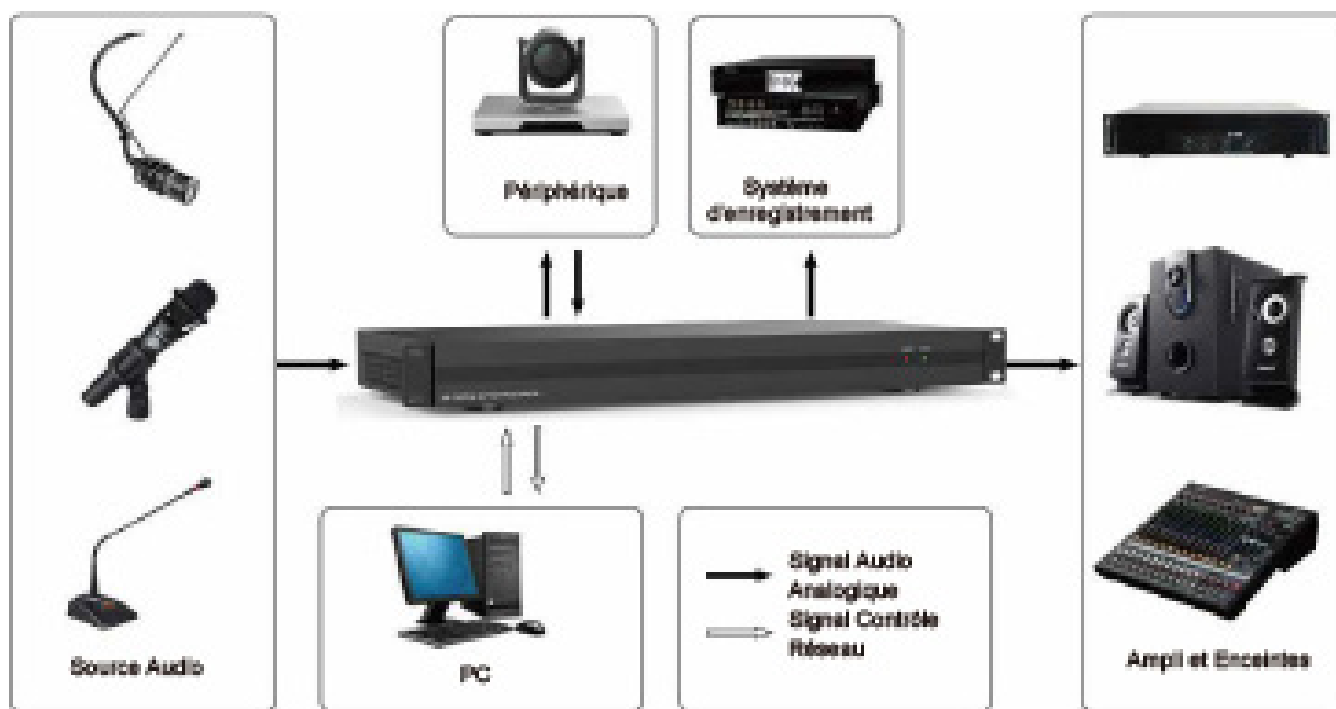 Périphérique
Système
d'enregistrement
Source Audio
PC
Signal Audio
Analogique
Signal Contrôle
Réseau
Ampli et Enceintes